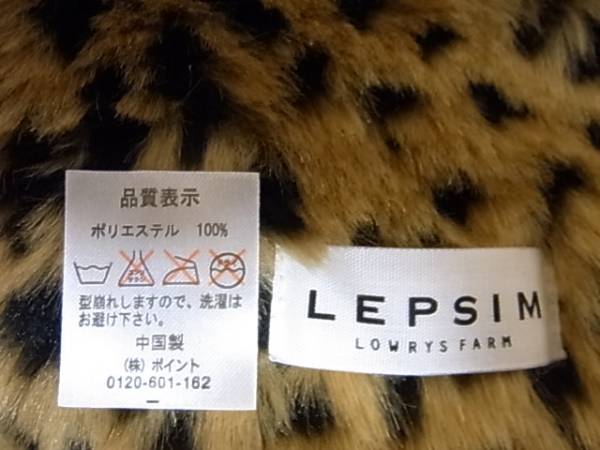 品質表示
ポリエステル 100%
型崩れしますので、洗濯は
お避け下さい。
中国製
(株) ポイント
0120-601-162
LEPSIM
LOWRYS FARM